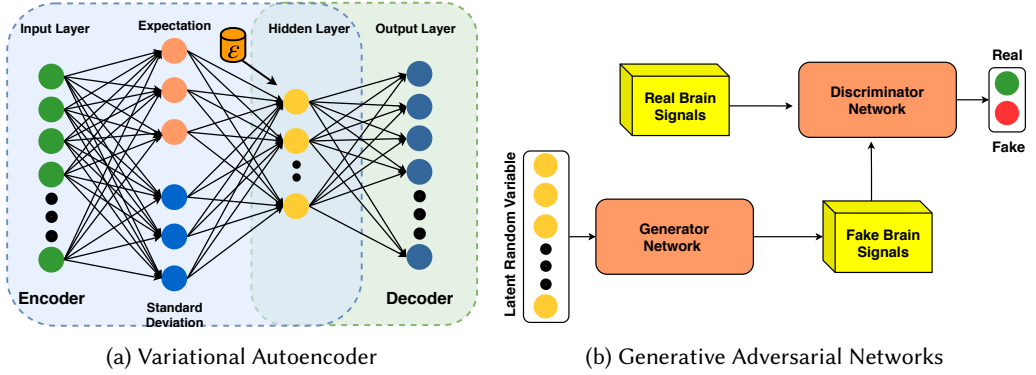 Input Layer
Expectation
Hidden Layer
Output Layer
ε
Encoder
Standard
Deviation
Decoder
(a) Variational Autoencoder
Real Brain
Signals
Discriminator
Network
Real
Fake
Latent Random Variable
Generator
Network
Fake Brain
Signals
(b) Generative Adversarial Networks